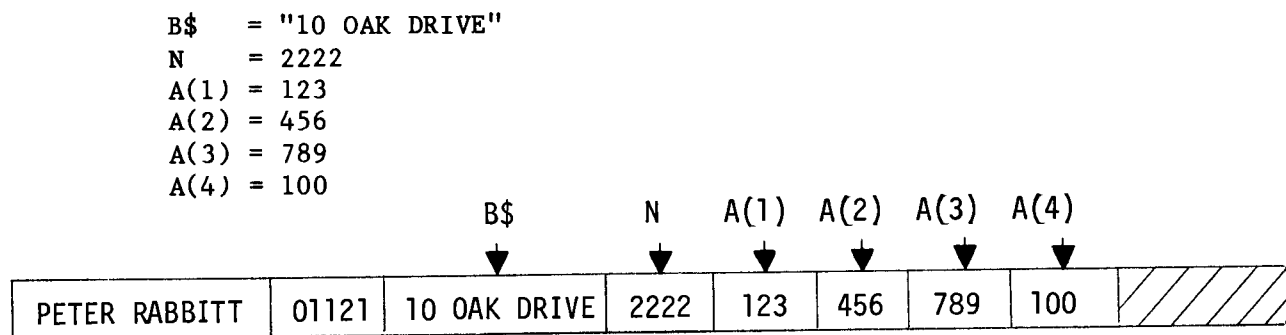 B$ = "10 OAK DRIVE"
N = 2222
A(1) = 123
A(2) = 456
A(3) = 789
A(4) = 100
B$ N A(1) A(2) A(3) A(4)
PETER RABBITT 01121 10 OAK DRIVE 2222 123 456 789 100